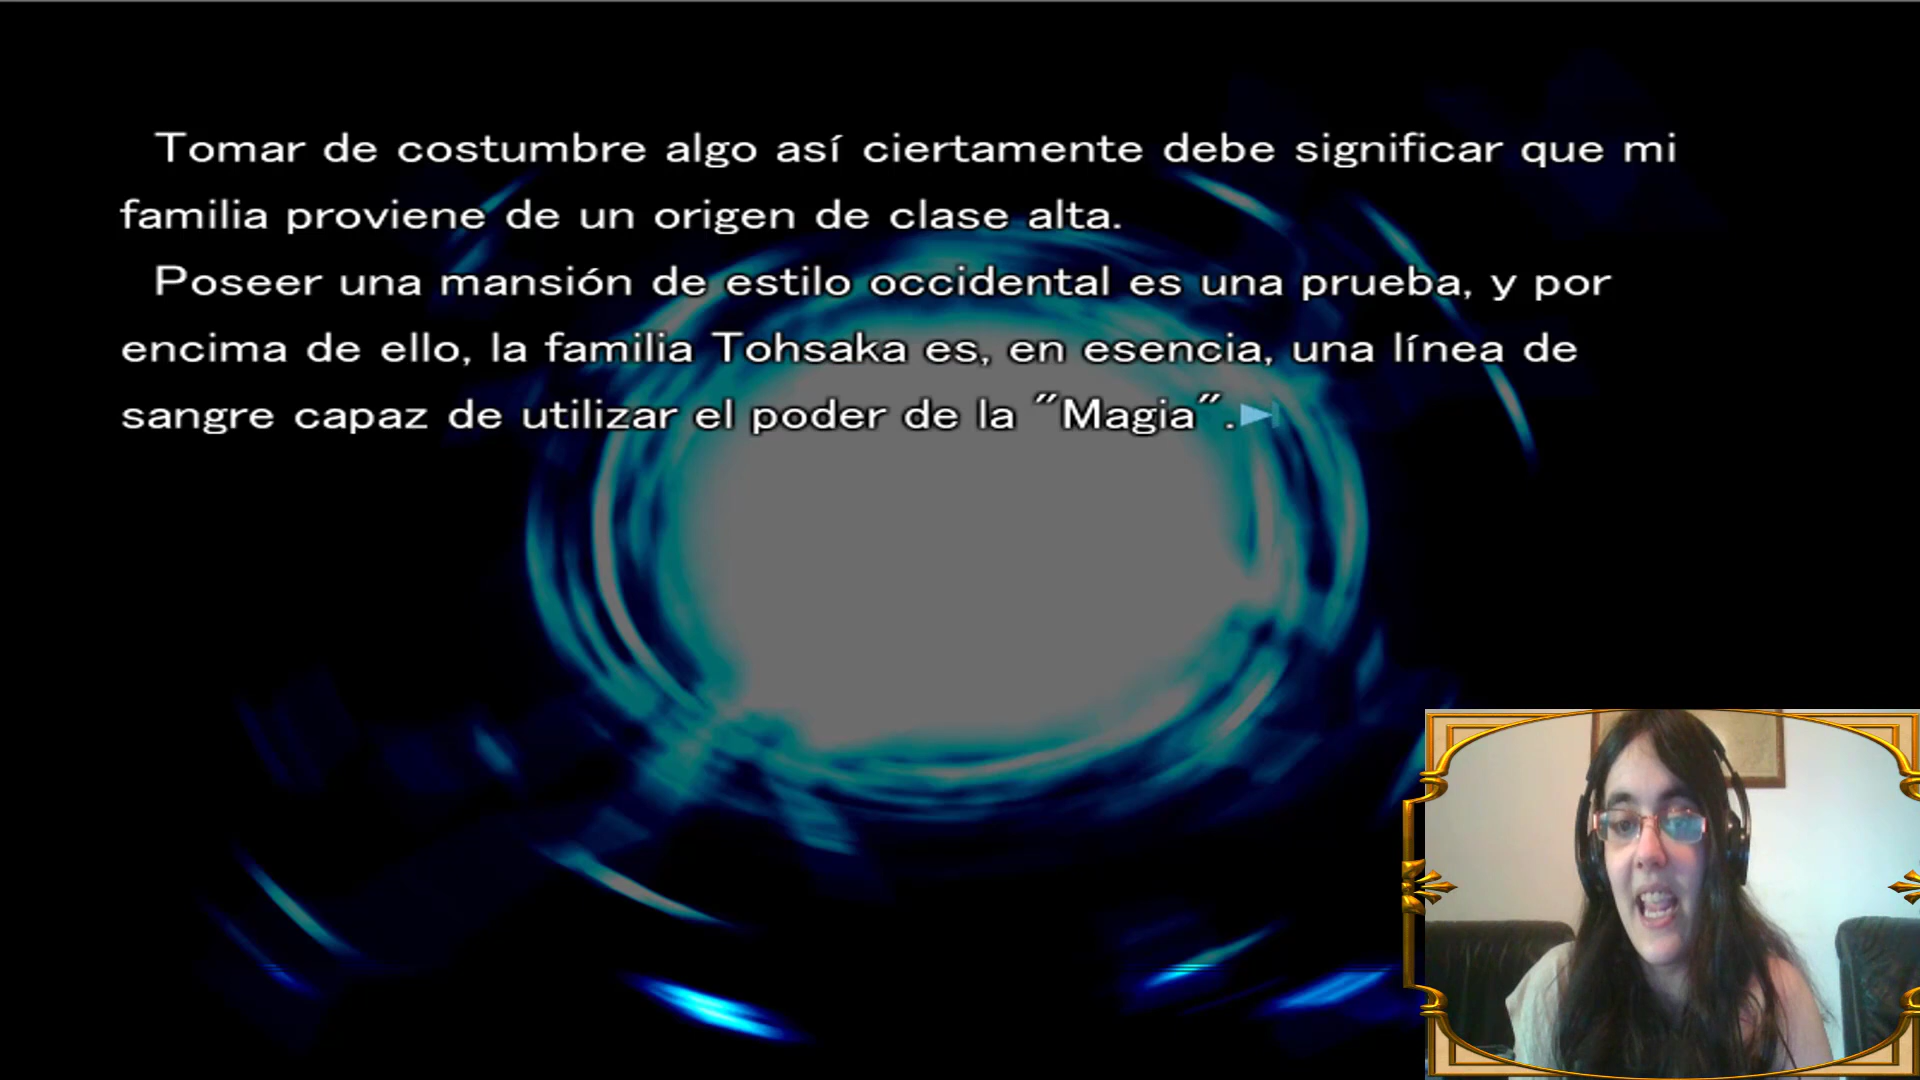 Tomar de costumbre algo así ciertamente debe significar que mi
familia proviene de un origen de clase alta.
Poseer una mansión de estilo occidental es una prueba, y por
encima de ello, la familia Tohsaka es, en esencia, una línea de
sangre capaz de utilizar el poder de la "Magia".